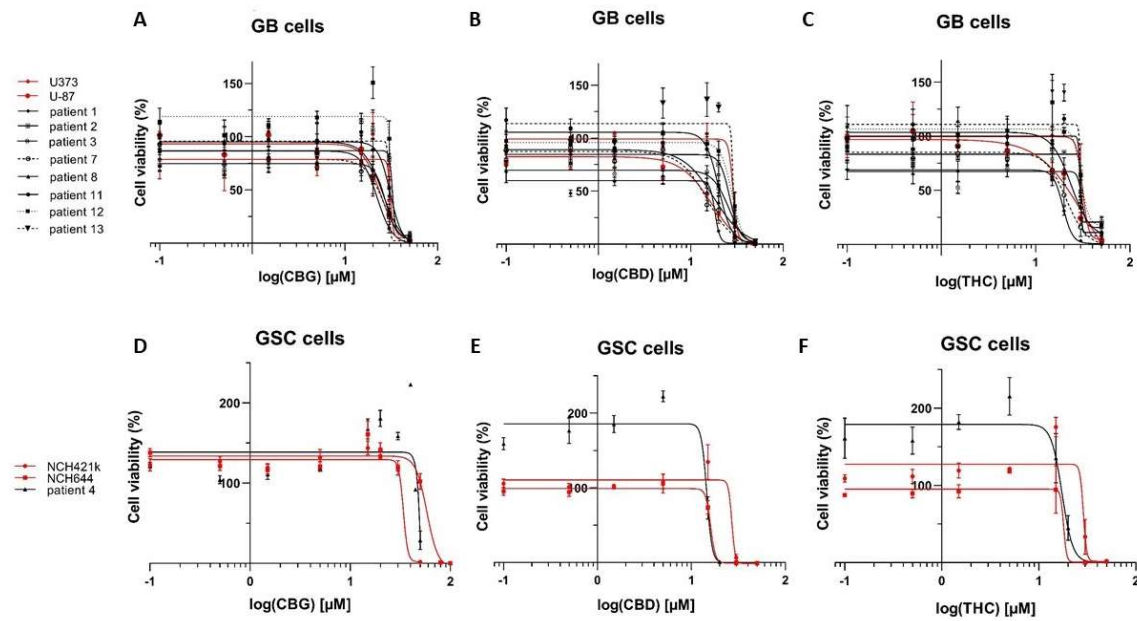 A
GB cells
B
GB cells
C
GB cells
U373
U-87
patient 1
patient 2
patient 3
patient 7
patient 8
patient 11
patient 12
patient 13
Cell viability (%)
150
100
50
-1
0
1
2
log(CBG) [µM]
Cell viability (%)
150
100
50
-1
0
1
2
log(CBD) [µM]
Cell viability (%)
150
100
50
-1
0
1
2
log(THC) [µM]
D
GSC cells
E
GSC cells
F
GSC cells
NCH421k
NCH644
patient 4
Cell viability (%)
200
100
-1
0
1
2
log(CBG) [µM]
Cell viability (%)
200
100
-1
0
1
2
log(CBD) [µM]
Cell viability (%)
200
100
-1
0
1
2
log(THC) [µM]